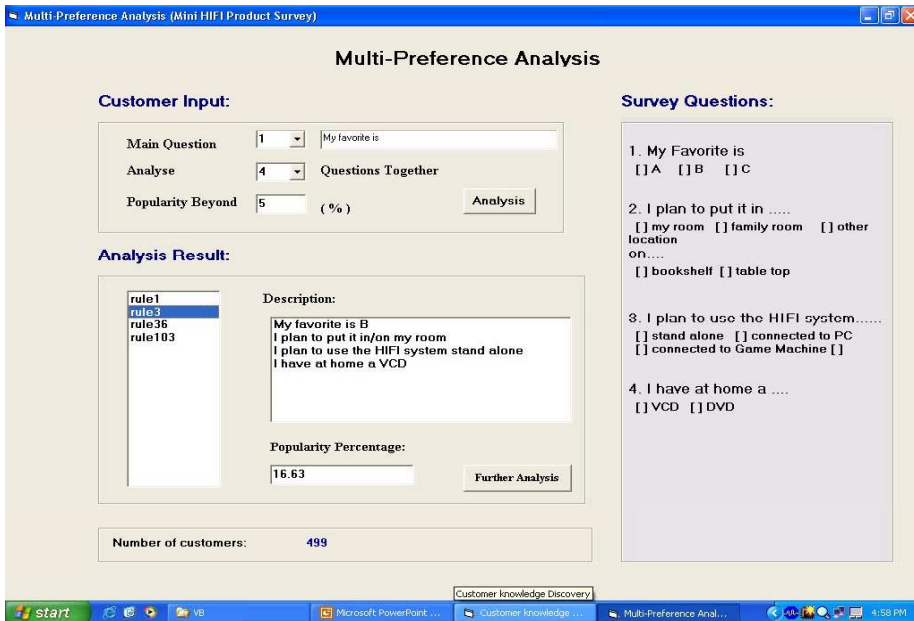 Multi-Preference Analysis (Mini HIFI Product Survey)
Multi-Preference Analysis
Customer Input:
Main Question 1 My favorite is
Analyse 4 Questions Together
Popularity Beyond 5 ( % ) Analysis
Analysis Result:
rule1
rule3
rule36
rule103
Description:
My favorite is B
I plan to put it in/on my room
I plan to use the HIFI system stand alone
I have at home a VCD
Popularity Percentage:
16.63 Further Analysis
Number of customers: 499
Survey Questions:
1. My Favorite is
[ ] A [ ] B [ ] C
2. I plan to put it in .....
[ ] my room [ ] family room [ ] other
location
on....
[ ] bookshelf [ ] table top
3. I plan to use the HIFI system......
[ ] stand alone [ ] connected to PC
[ ] connected to Game Machine [ ]
4. I have at home a ....
[ ] VCD [ ] DVD
Customer knowledge Discovery
start VB Microsoft PowerPoint ... Customer knowledge ... Multi-Preference Anal... 4:58 PM